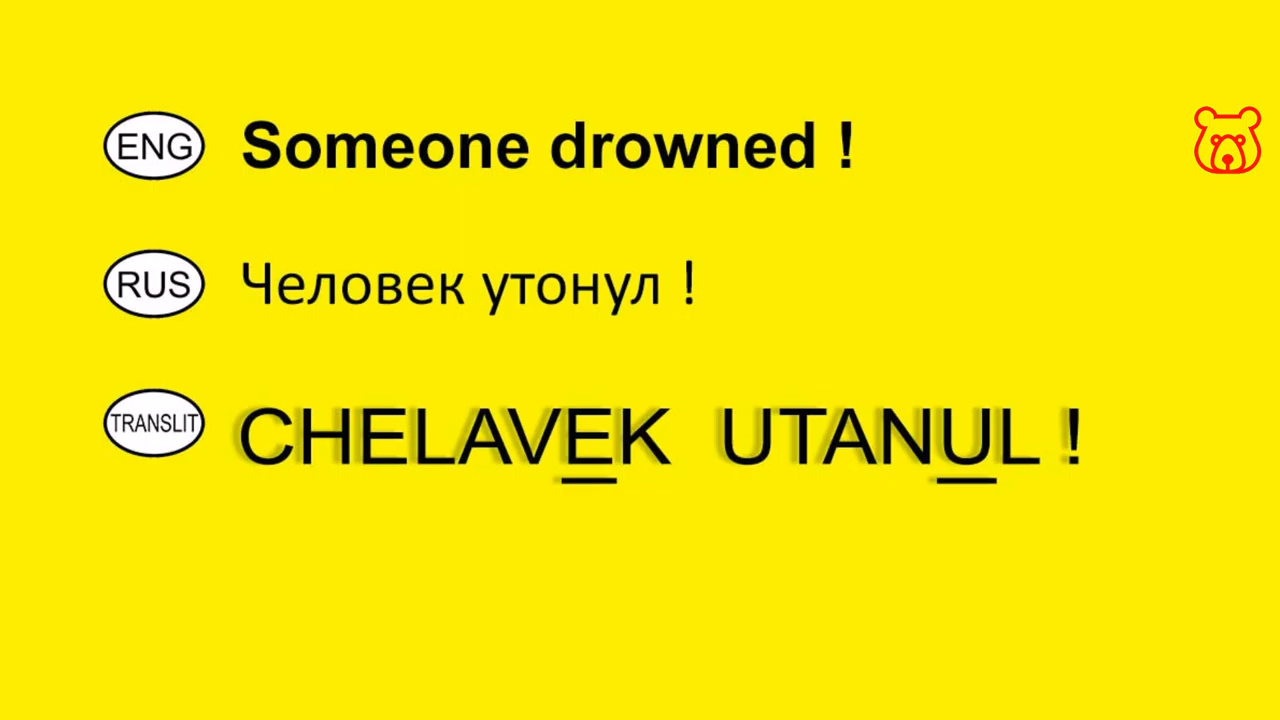 ENG Someone drowned !
RUS Человек утонул !
TRANSLIT CHELAVEK UTANUL !